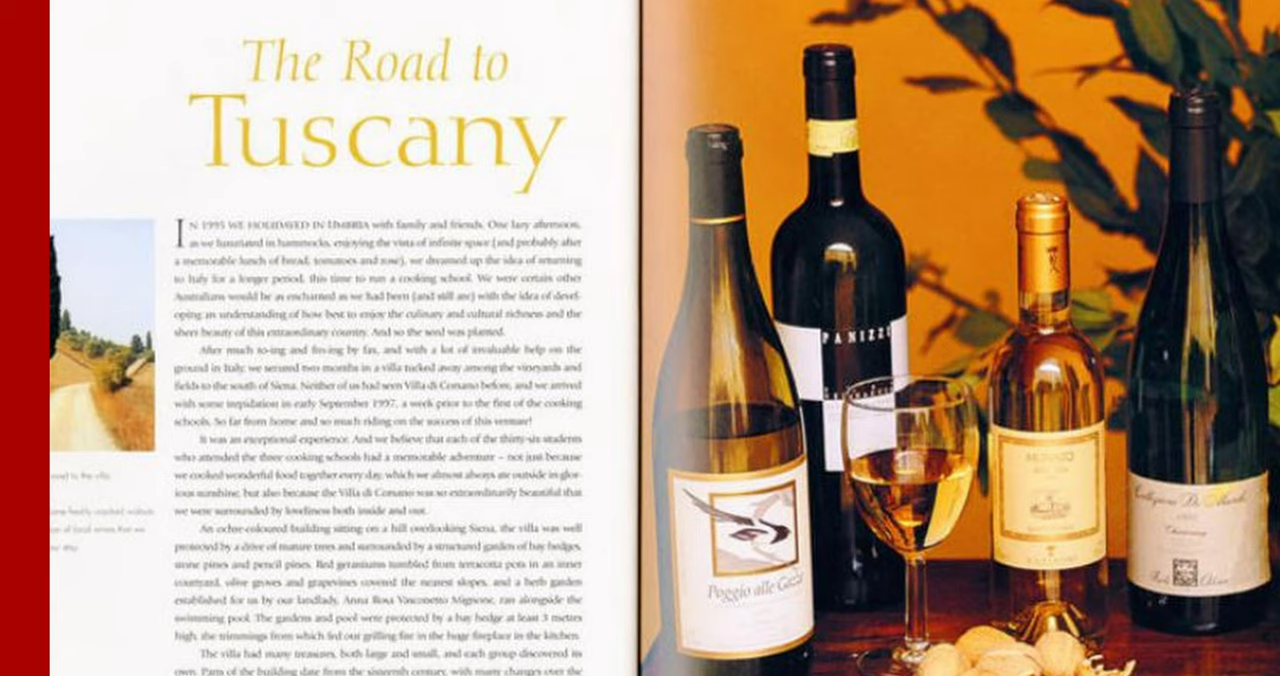 The Road to
Tuscany
IN 1995 WE HOLIDAYED IN UMBRIA with family and friends. One lazy afternoon,
as we luxuriated in hammocks, enjoying the vista of infinite space (and probably after
a memorable lunch of bread, tomatoes and rosé), we dreamed up the idea of returning
to Italy for a longer period, this time to run a cooking school. We were certain other
Australians would be as enchanted as we had been (and still are) with the idea of devel-
oping an understanding of how best to enjoy the culinary and cultural richness and the
sheer beauty of this extraordinary country. And so the seed was planted.
After much to-ing and fro-ing by fax, and with a lot of invaluable help on the
ground in Italy, we secured two months in a villa tucked away among the vineyards and
fields to the south of Siena. Neither of us had seen Villa di Corsano before, and we arrived
with some trepidation in early September 1997, a week prior to the first of the cooking
schools. So far from home and so much riding on the success of this venture!
It was an exceptional experience. And we believe that each of the thirty-six students
who attended the three cooking schools had a memorable adventure – not just because
we cooked wonderful food together every day, which we almost always ate outside in glor-
ious sunshine, but also because the Villa di Corsano was so extraordinarily beautiful that
we were surrounded by loveliness both inside and out.
An ochre-coloured building sitting on a hill overlooking Siena, the villa was well
protected by a drive of mature trees and surrounded by a structured garden of bay hedges,
stone pines and pencil pines. Red geraniums tumbled from terracotta pots in an inner
courtyard, olive groves and grapevines covered the nearest slopes, and a herb garden
established for us by our landlady, Anna Rosa Vasconetto Mignone, ran alongside the
swimming pool. The gardens and pool were protected by a bay hedge at least 3 metres
high, the trimmings from which fed our grilling fire in the huge fireplace in the kitchen.
The villa had many treasures, both large and small, and each group discovered its
own. Parts of the building date from the sixteenth century, with many changes over the
road to the villa.
freshly cracked walnuts
of local wines that we
PANIZZI
Poggio alle Gazze
Chardonnay